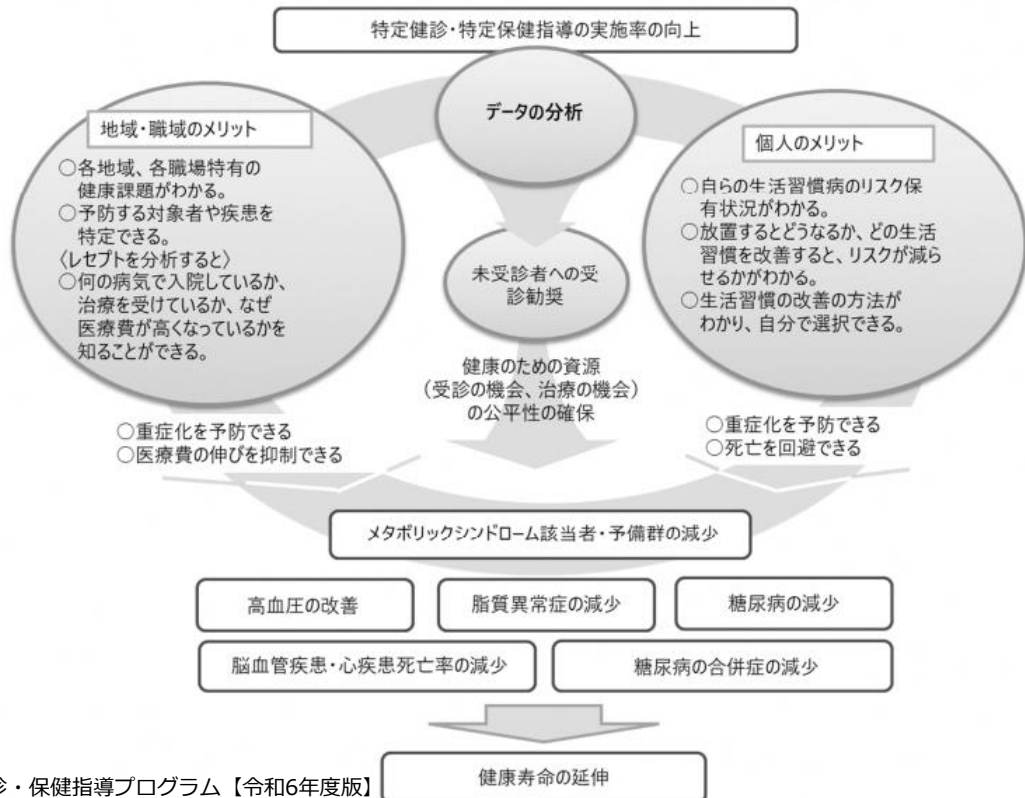 特定健診・特定保健指導の実施率の向上
データの分析
地域・職域のメリット
○各地域、各職場特有の
健康課題がわかる。
○予防する対象者や疾患を
特定できる。
〈レセプトを分析すると〉
○何の病気で入院しているか、
治療を受けているか、なぜ
医療費が高くなっているかを
知ることができる。
○重症化を予防できる
○医療費の伸びを抑制できる
未受診者への受
診勧奨
健康のための資源
(受診の機会、治療の機会)
の公平性の確保
個人のメリット
○自らの生活習慣病のリスク保
有状況がわかる。
○放置するとどうなるか、どの生活
習慣を改善すると、リスクが減ら
せるかがわかる。
○生活習慣の改善の方法が
わかり、自分で選択できる。
○重症化を予防できる
○死亡を回避できる
メタボリックシンドローム該当者・予備群の減少
高血圧の改善
脂質異常症の減少
糖尿病の減少
脳血管疾患・心疾患死亡率の減少
糖尿病の合併症の減少
健康寿命の延伸
診・保健指導プログラム【令和6年度版】